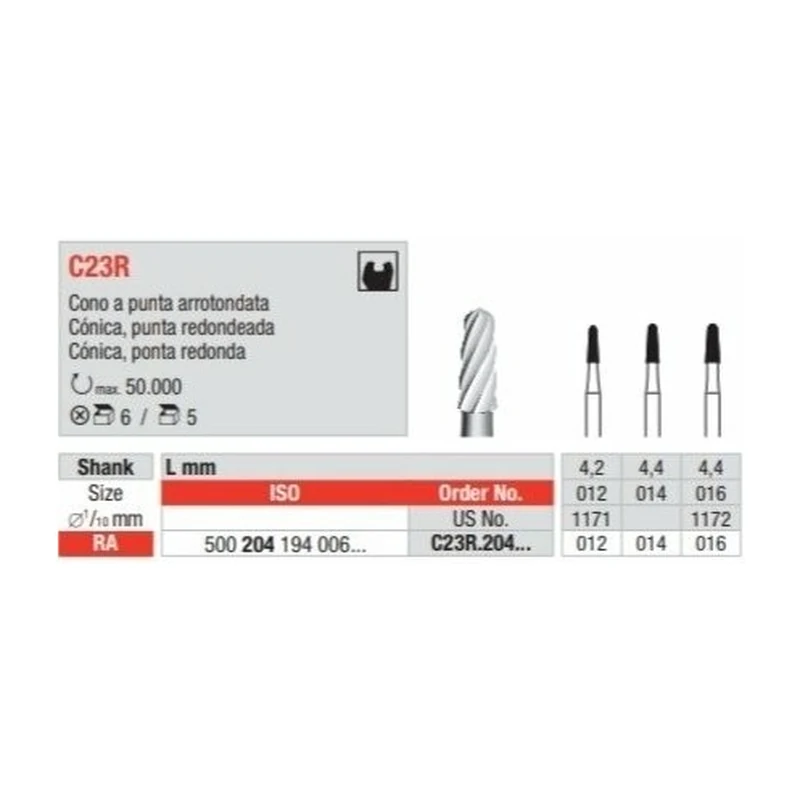 C23R
Cono a punta arrotondata
Cónica, punta redondeada
Cónica, ponta redonda
max. 50.000
6 / 5
Shank L mm 4,2 4,4 4,4
Size ISO Order No. 012 014 016
⌀¹/₁₀ mm US No. 1171 1172
RA 500 204 194 006... C23R.204... 012 014 016